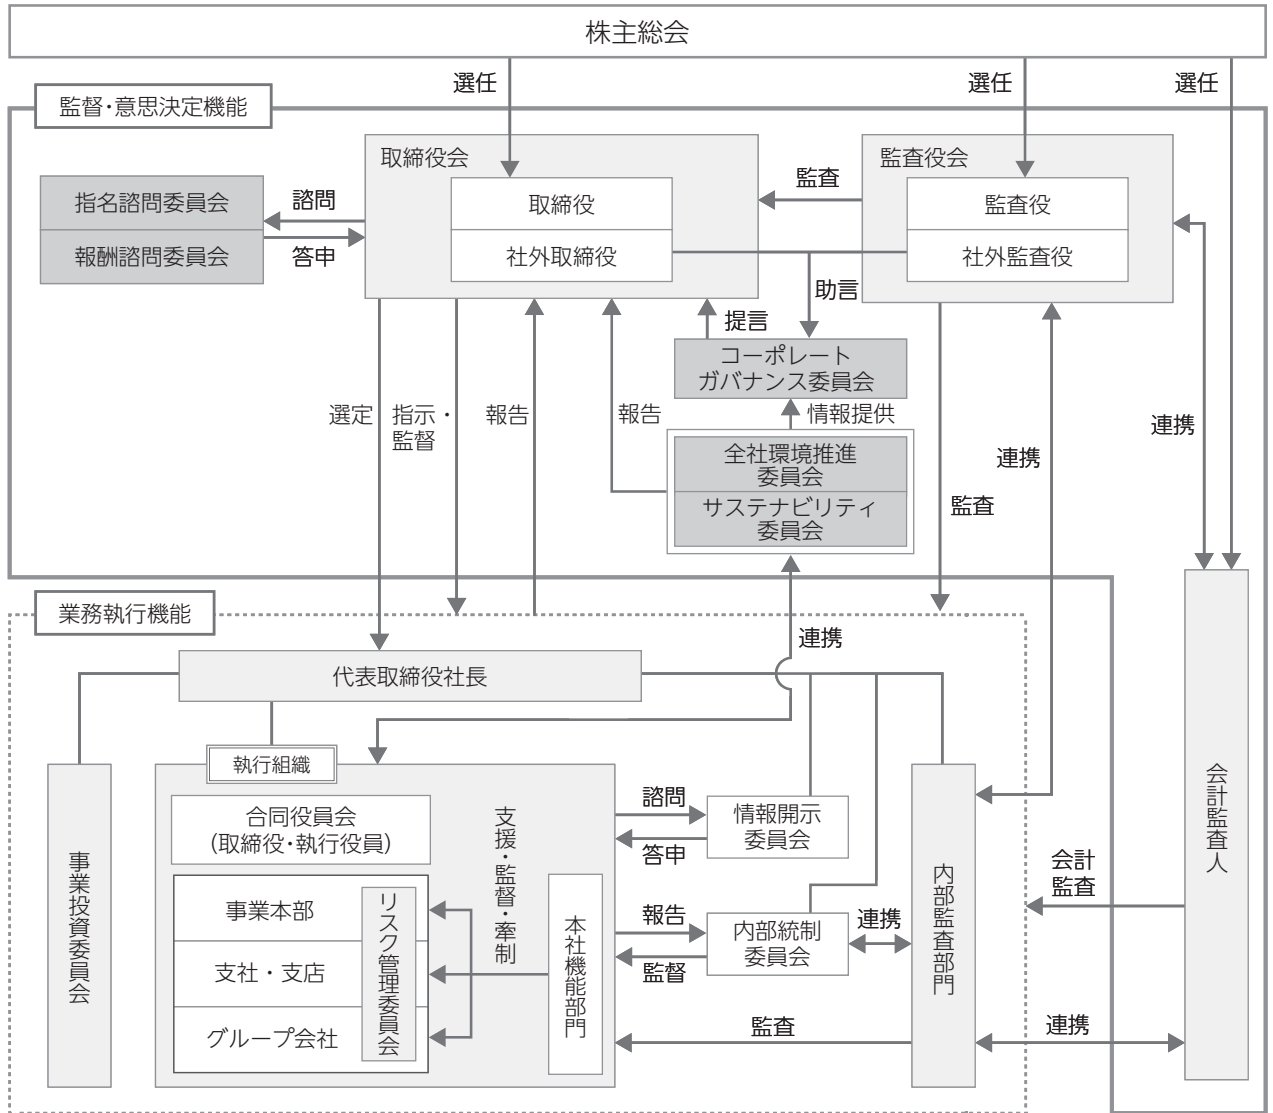 株主総会
選任
選任
選任
監督・意思決定機能
取締役会
監査役会
指名諮問委員会
報酬諮問委員会
諮問
答申
取締役
社外取締役
監査
監査役
社外監査役
助言
提言
コーポレート
ガバナンス委員会
選定
指示・
監督
報告
報告
情報提供
全社環境推進
委員会
サステナビリティ
委員会
連携
監査
連携
業務執行機能
連携
代表取締役社長
執行組織
合同役員会
(取締役・執行役員)
事業投資委員会
事業本部
支社・支店
グループ会社
リスク管理委員会
支援・監督・牽制
本社機能部門
諮問
答申
情報開示
委員会
報告
監督
内部統制
委員会
連携
内部監査部門
監査
会計
監査
連携
会計監査人